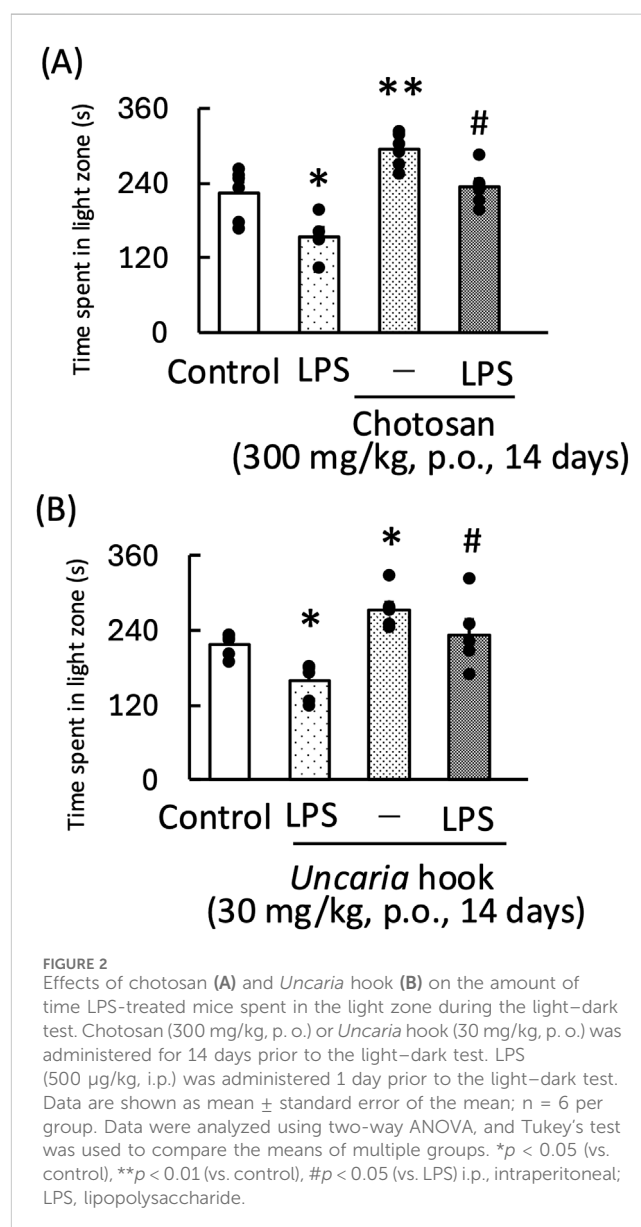 (A)
Time spent in light zone (s)
360
240
120
0
*
**
#
Control LPS – LPS
Chotosan
(300 mg/kg, p.o., 14 days)
(B)
Time spent in light zone (s)
360
240
120
0
*
*
#
Control LPS – LPS
Uncaria hook
(30 mg/kg, p.o., 14 days)
FIGURE 2
Effects of chotosan (A) and Uncaria hook (B) on the amount of
time LPS-treated mice spent in the light zone during the light–dark
test. Chotosan (300 mg/kg, p. o.) or Uncaria hook (30 mg/kg, p. o.) was
administered for 14 days prior to the light–dark test. LPS
(500 µg/kg, i.p.) was administered 1 day prior to the light–dark test.
Data are shown as mean ± standard error of the mean; n = 6 per
group. Data were analyzed using two-way ANOVA, and Tukey's test
was used to compare the means of multiple groups. *p < 0.05 (vs.
control), **p < 0.01 (vs. control), #p < 0.05 (vs. LPS) i.p., intraperitoneal;
LPS, lipopolysaccharide.